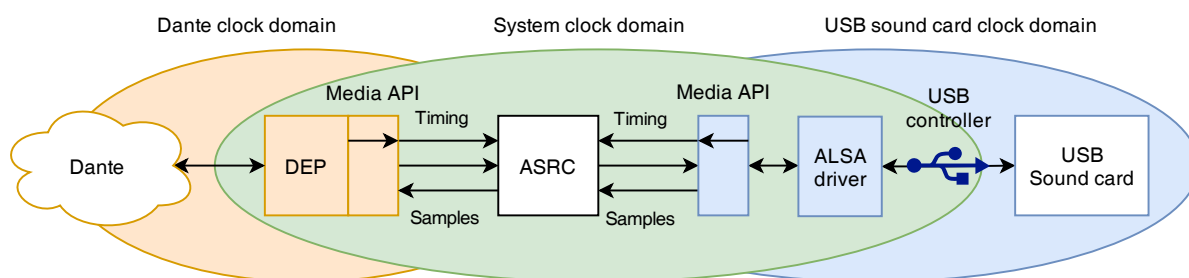 Dante clock domain
System clock domain
USB sound card clock domain
Media API
Media API
USB
controller
Timing
Timing
Dante
DEP
ASRC
ALSA
driver
USB
Sound card
Samples
Samples